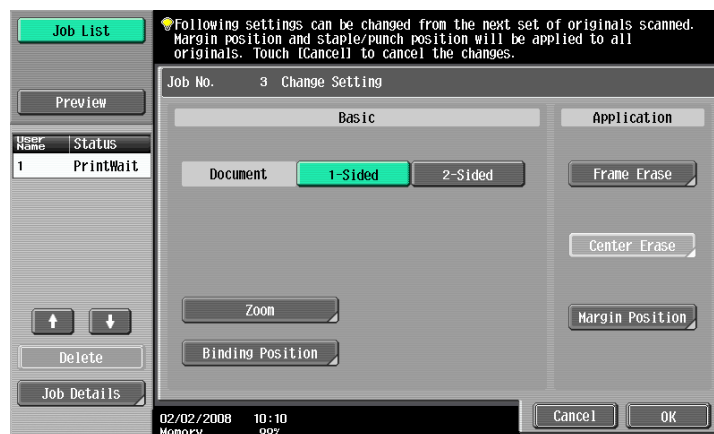 Job List
Following settings can be changed from the next set of originals scanned.
Margin position and staple/punch position will be applied to all
originals. Touch [Cancel] to cancel the changes.
Job No. 3 Change Setting
Preview
Basic
Application
User Name Status
1 PrintWait
Document 1-Sided 2-Sided
Frame Erase
Center Erase
Zoom
Margin Position
Binding Position
Delete
Job Details
02/02/2008 10:10
Memory 99%
Cancel OK